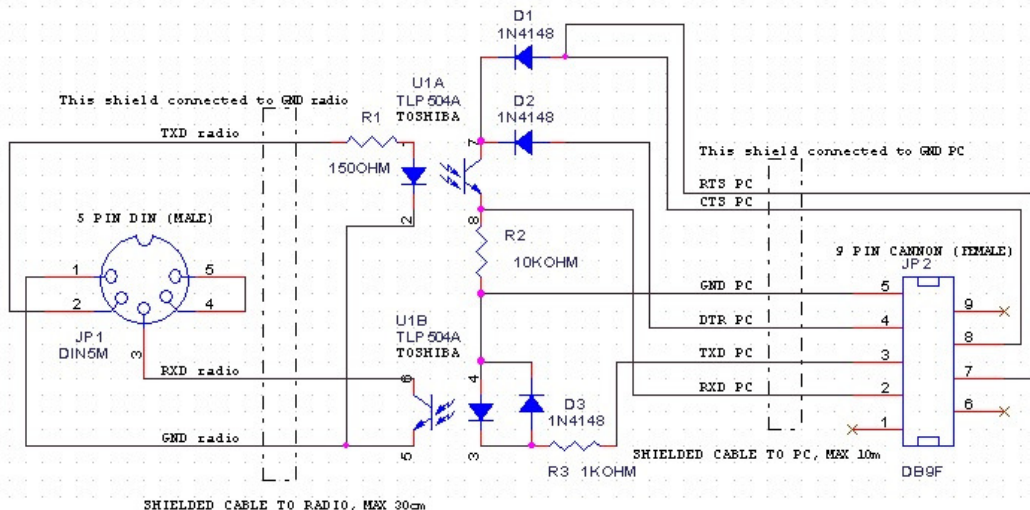 D1
1N4148
U1A
TLP504A
TOSHIBA
D2
1N4148
This shield connected to GND radio
R1
TXD radio
150OHM
7
1
2
8
This shield connected to GND PC
RTS PC
CTS PC
5 PIN DIN (MALE)
R2
10KOHM
9 PIN CANNON (FEMALE)
JP2
1
5
2
4
3
JP1
DIN5M
GND PC
5
9
DTR PC
4
8
TXD PC
3
7
RXD PC
2
6
1
U1B
TLP504A
TOSHIBA
RXD radio
6
4
D3
1N4148
GND radio
5
3
R3 1KOHM
SHIELDED CABLE TO PC, MAX 10m
DB9F
SHIELDED CABLE TO RADIO, MAX 30cm